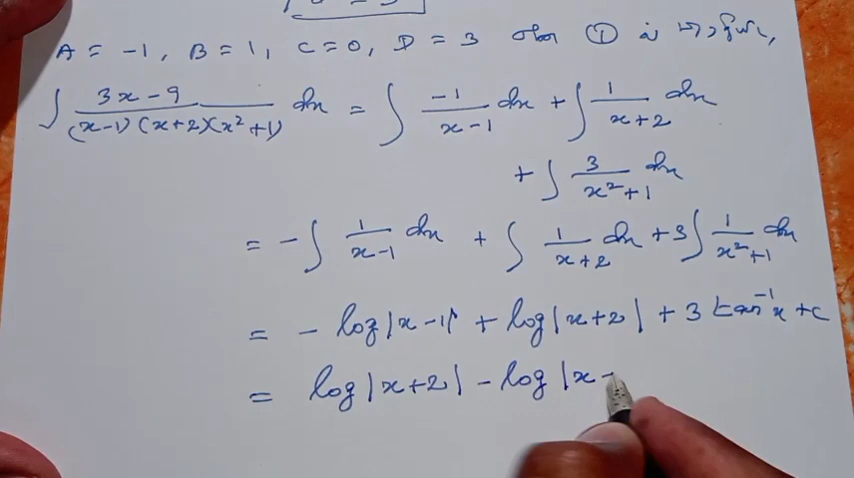 A = -1, B = 1, C = 0, D = 3 ①
∫ (3x-9)/((x-1)(x+2)(x²+1)) dx = ∫ (-1)/(x-1) dx + ∫ 1/(x+2) dx
+ ∫ 3/(x²+1) dx
= -∫ 1/(x-1) dx + ∫ 1/(x+2) dx + 3∫ 1/(x²+1) dx
= - log|x-1| + log|x+2| + 3 tan⁻¹x + c
= log|x+2| - log|x-